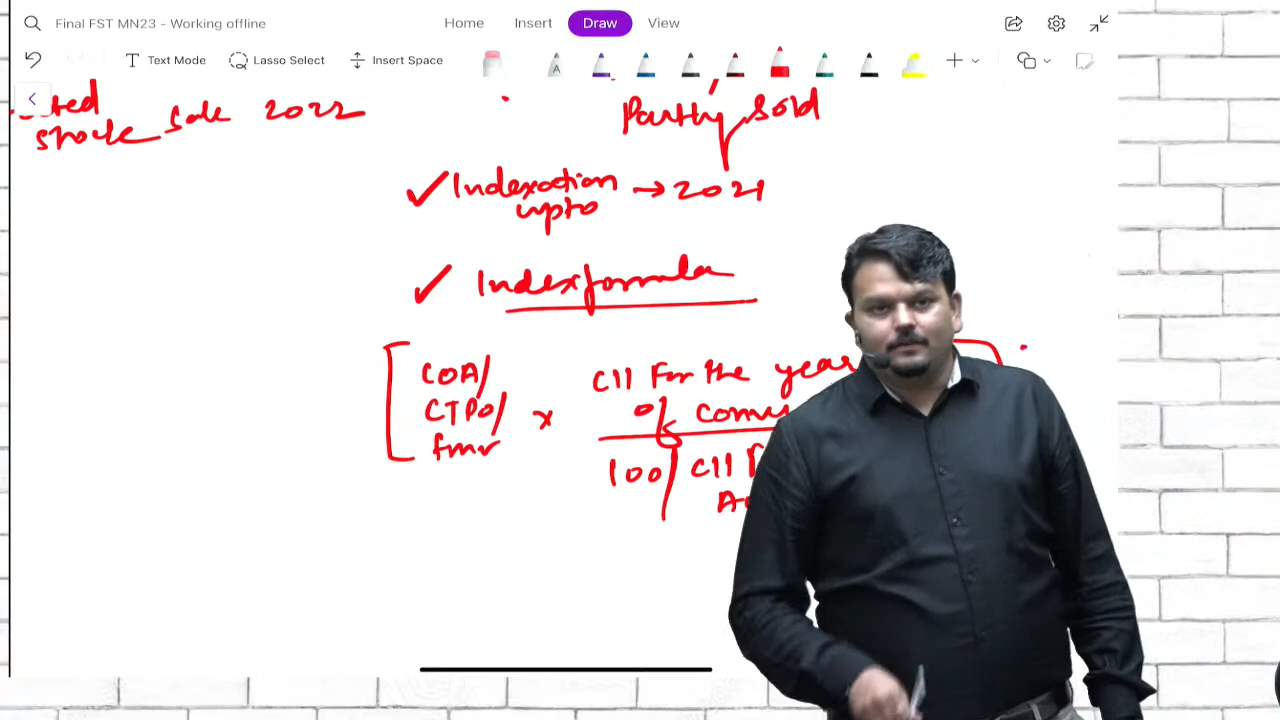 Final FST MN23 - Working offline
Home
Insert
Draw
View
Text Mode
Lasso Select
Insert Space
A
stock sale 2022
Partly sold
✓ Indexation → 2021
upto
✓ Index formula
[ COA/
CTPO/
fmv
×
CII For the year
of
100 / CII